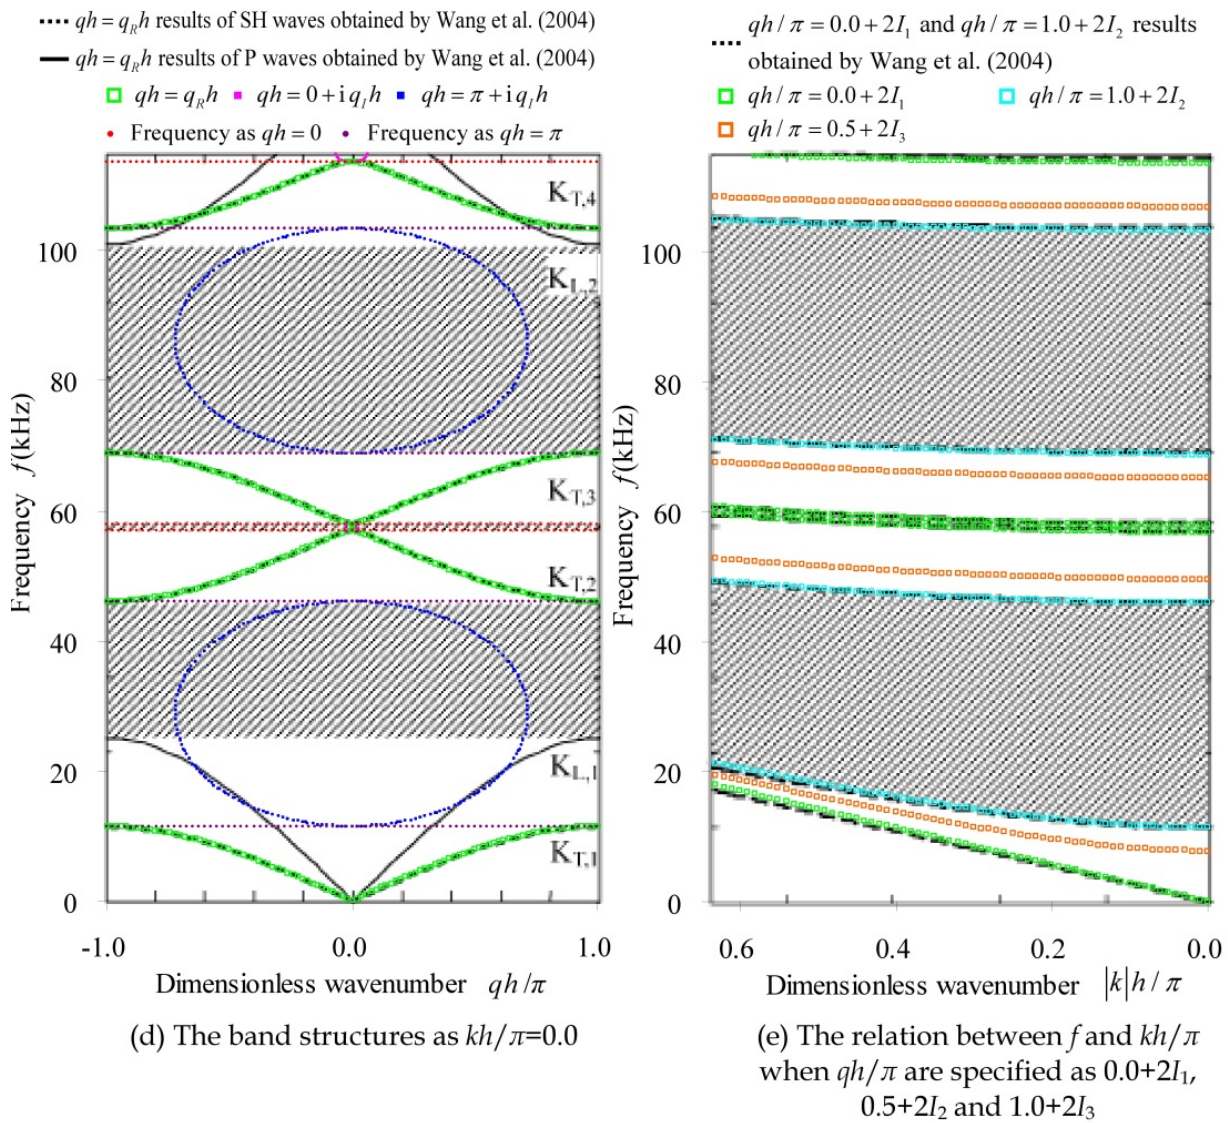 qh = q_R h results of SH waves obtained by Wang et al. (2004)
qh = q_R h results of P waves obtained by Wang et al. (2004)
qh = q_R h qh = 0 + i q_I h qh = π + i q_I h
Frequency as qh = 0 Frequency as qh = π
K_T,4
100
K_L,2
80
K_T,3
60
K_T,2
40
20
K_L,1
K_T,1
0
Frequency f(kHz)
-1.0 0.0 1.0
Dimensionless wavenumber qh/π
(d) The band structures as kh/π=0.0
qh/π = 0.0 + 2I_1 and qh/π = 1.0 + 2I_2 results
obtained by Wang et al. (2004)
qh/π = 0.0 + 2I_1 qh/π = 1.0 + 2I_2
qh/π = 0.5 + 2I_3
100
80
60
40
20
0
Frequency f(kHz)
0.6 0.4 0.2 0.0
Dimensionless wavenumber |k|h/π
(e) The relation between f and kh/π
when qh/π are specified as 0.0+2I_1,
0.5+2I_2 and 1.0+2I_3